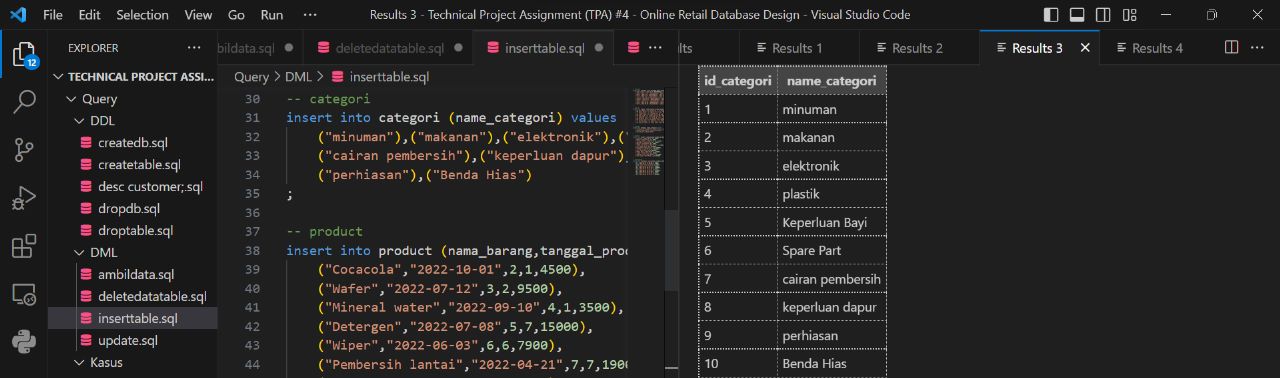 File Edit Selection View Go Run ··· Results 3 - Technical Project Assignment (TPA) #4 - Online Retail Database Design - Visual Studio Code
EXPLORER ···
12
TECHNICAL PROJECT ASSI...
Query
DDL
createdb.sql
createtable.sql
desc customer;.sql
dropdb.sql
droptable.sql
DML
ambildata.sql
deletedatatable.sql
inserttable.sql
update.sql
Kasus
bildata.sql deletedatatable.sql inserttable.sql ···
Query > DML > inserttable.sql
30 -- categori
31 insert into categori (name_categori) values
32 ("minuman"),("makanan"),("elektronik"),("
33 ("cairan pembersih"),("keperluan dapur"),
34 ("perhiasan"),("Benda Hias")
35 ;
36
37 -- product
38 insert into product (nama_barang,tanggal_prod
39 ("Cocacola","2022-10-01",2,1,4500),
40 ("Wafer","2022-07-12",3,2,9500),
41 ("Mineral water","2022-09-10",4,1,3500),
42 ("Detergen","2022-07-08",5,7,15000),
43 ("Wiper","2022-06-03",6,6,7900),
44 ("Pembersih lantai","2022-04-21",7,7,1900
lts Results 1 Results 2 Results 3 Results 4 ···
id_categori name_categori
1 minuman
2 makanan
3 elektronik
4 plastik
5 Keperluan Bayi
6 Spare Part
7 cairan pembersih
8 keperluan dapur
9 perhiasan
10 Benda Hias